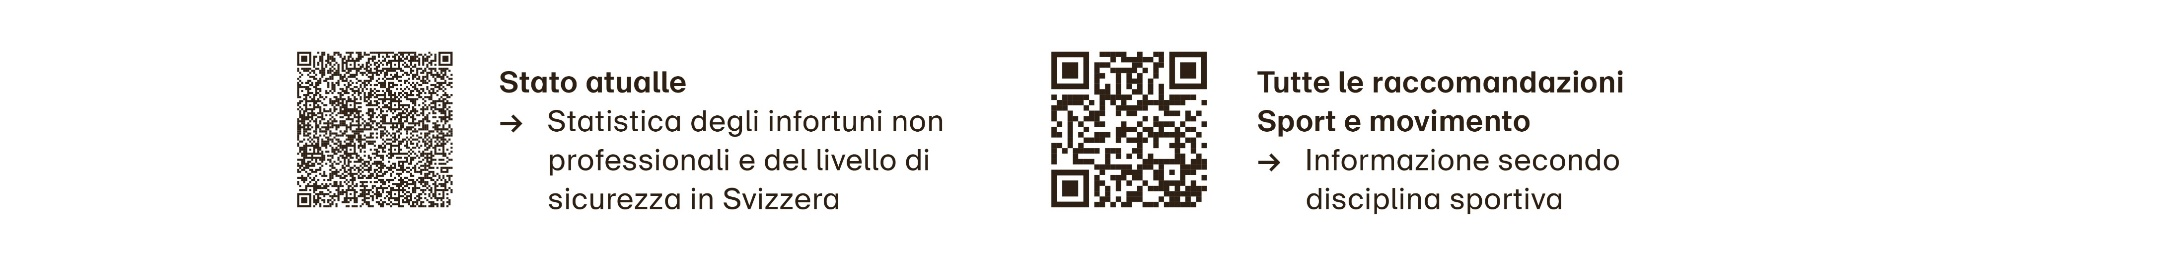 Stato atualle
→ Statistica degli infortuni non
professionali e del livello di
sicurezza in Svizzera
Tutte le raccomandazioni
Sport e movimento
→ Informazione secondo
disciplina sportiva